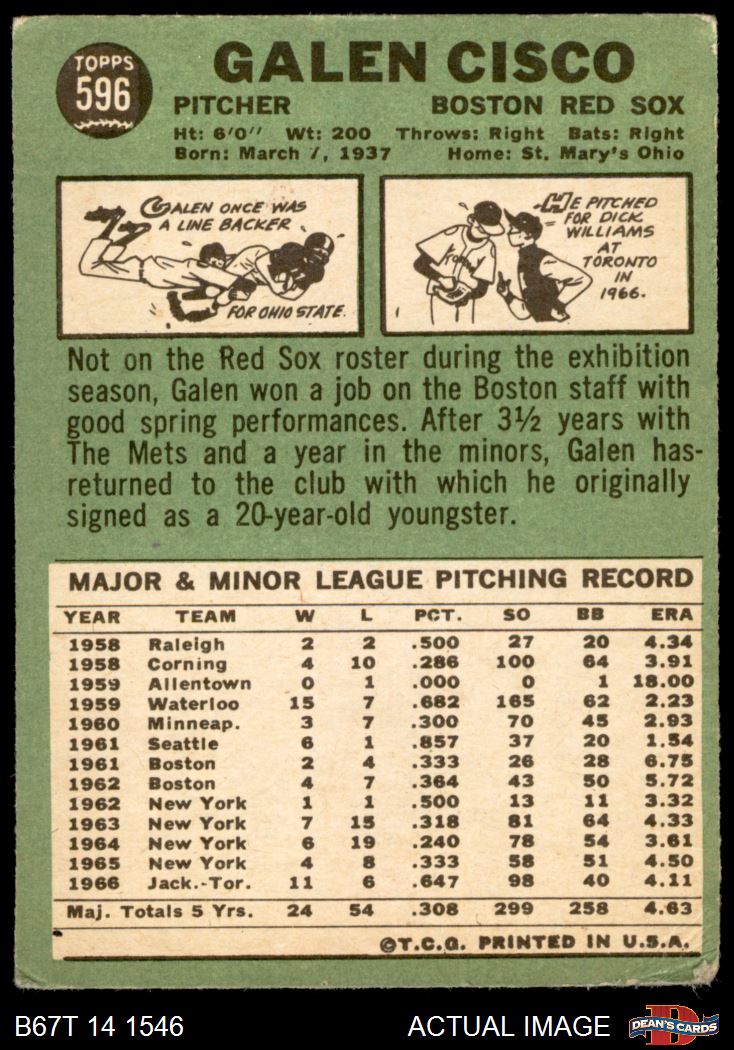 TOPPS
596
GALEN CISCO
PITCHER BOSTON RED SOX
Ht: 6'0" Wt: 200 Throws: Right Bats: Right
Born: March 7, 1937 Home: St. Mary's Ohio
GALEN ONCE WAS
A LINE BACKER
FOR OHIO STATE.
HE PITCHED
FOR DICK
WILLIAMS
AT
TORONTO
IN
1966.
Not on the Red Sox roster during the exhibition
season, Galen won a job on the Boston staff with
good spring performances. After 3½ years with
The Mets and a year in the minors, Galen has-
returned to the club with which he originally
signed as a 20-year-old youngster.
MAJOR & MINOR LEAGUE PITCHING RECORD
YEAR TEAM W L PCT. SO BB ERA
1958 Raleigh 2 2 .500 27 20 4.34
1958 Corning 4 10 .286 100 64 3.91
1959 Allentown 0 1 .000 0 1 18.00
1959 Waterloo 15 7 .682 165 62 2.23
1960 Minneap. 3 7 .300 70 45 2.93
1961 Seattle 6 1 .857 37 20 1.54
1961 Boston 2 4 .333 26 28 6.75
1962 Boston 4 7 .364 43 50 5.72
1962 New York 1 1 .500 13 11 3.32
1963 New York 7 15 .318 81 64 4.33
1964 New York 6 19 .240 78 54 3.61
1965 New York 4 8 .333 58 51 4.50
1966 Jack.-Tor. 11 6 .647 98 40 4.11
Maj. Totals 5 Yrs. 24 54 .308 299 258 4.63
©T.C.G. PRINTED IN U.S.A.
B67T 14 1546 ACTUAL IMAGE
DEAN'S CARDS